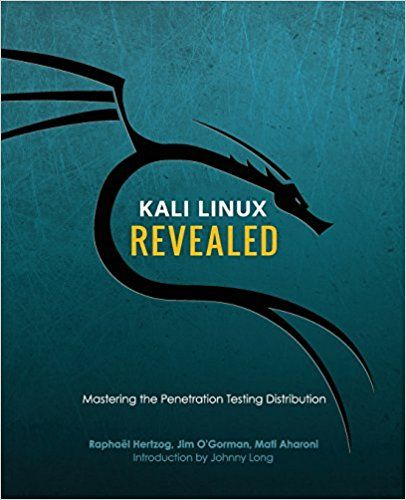 KALI LINUX
REVEALED
Mastering the Penetration Testing Distribution
Raphaël Hertzog, Jim O'Gorman, Mati Aharoni
Introduction by Johnny Long